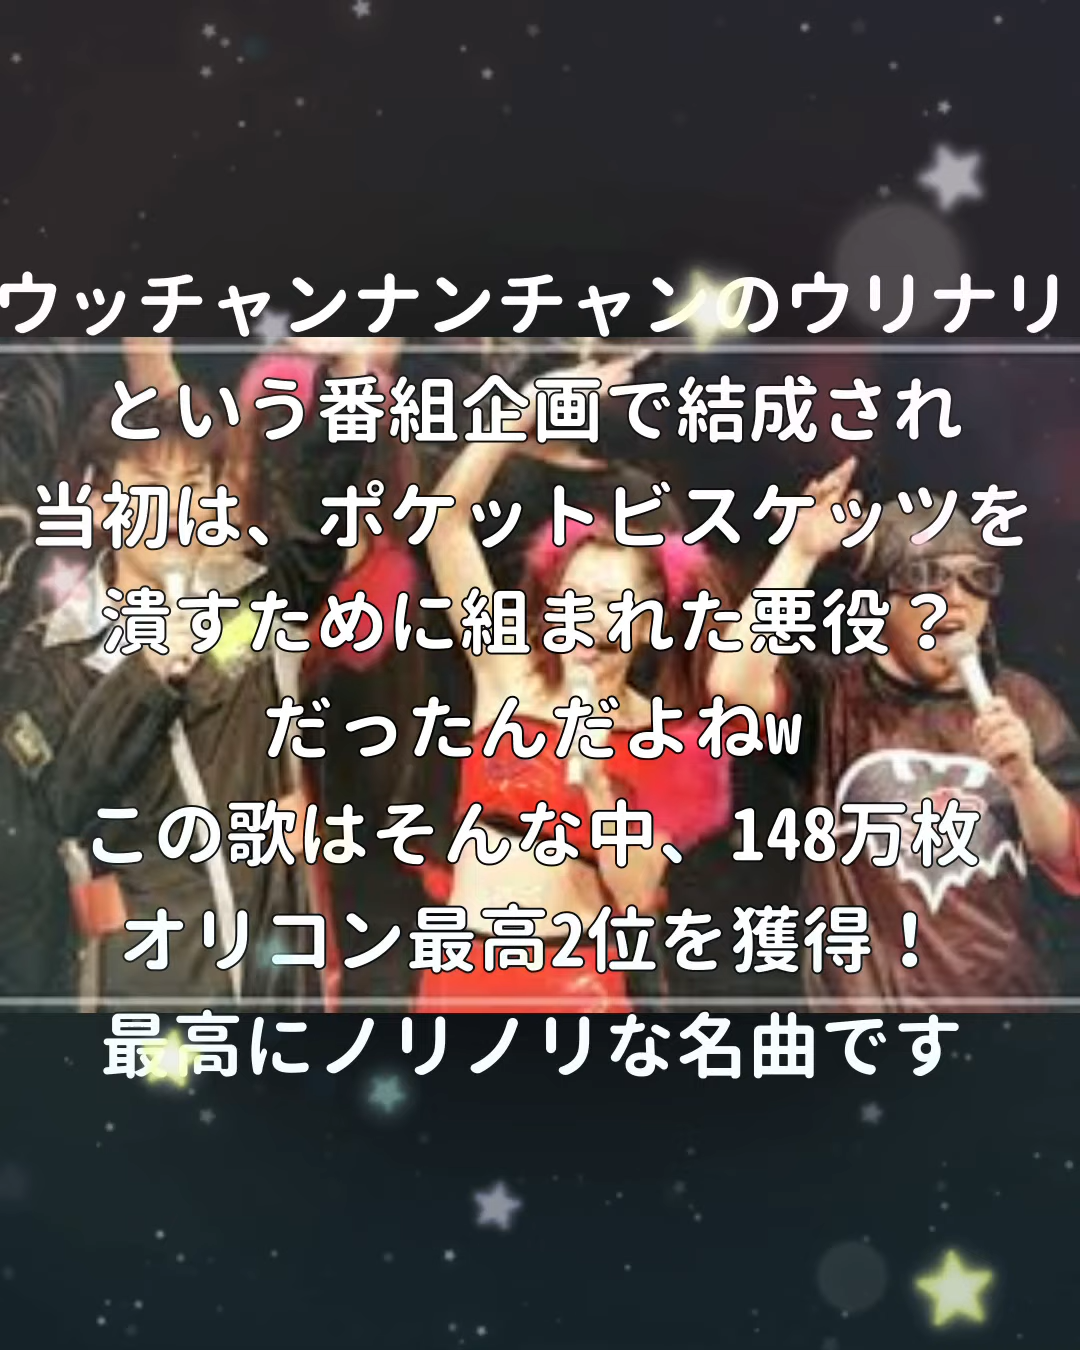 ウッチャンナンチャンのウリナリ
という番組企画で結成され
当初は、ポケットビスケッツを
潰すために組まれた悪役？
だったんだよねw
この歌はそんな中、148万枚
オリコン最高2位を獲得！
最高にノリノリな名曲です